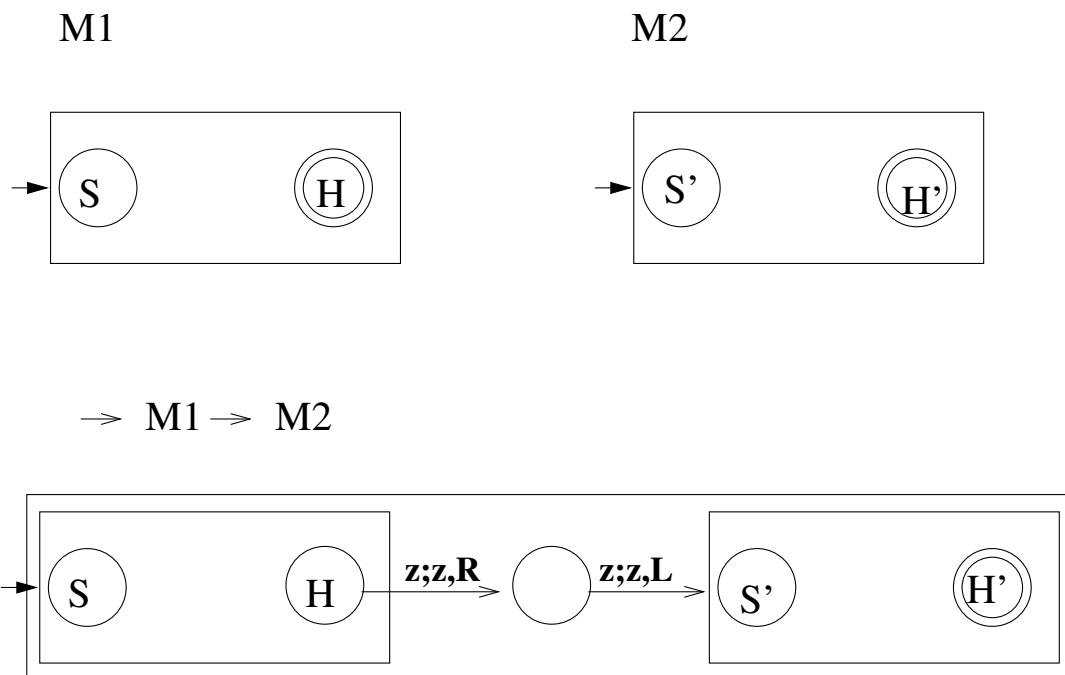 M1 M2
S H S’ H’
→ M1 → M2
z;z,R z;z,L
S H S’ H’